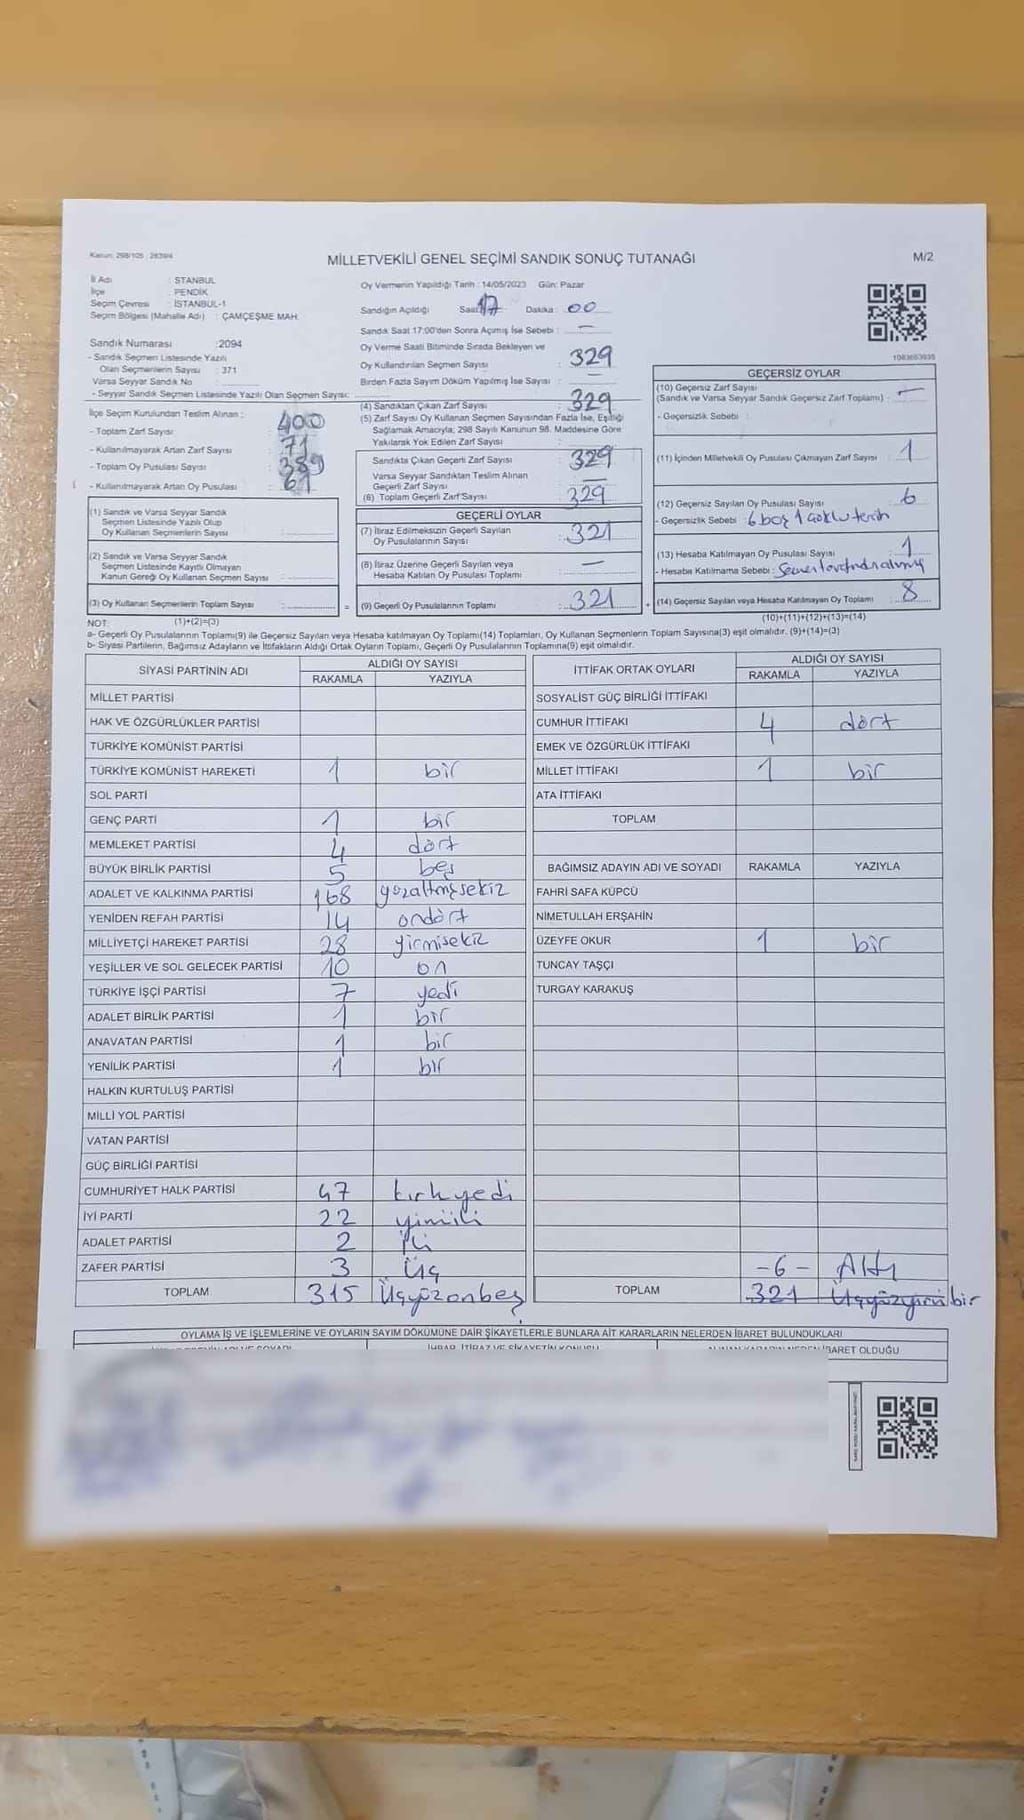 Kanun: 298/105 : 2839/4
MİLLETVEKİLİ GENEL SEÇİMİ SANDIK SONUÇ TUTANAĞI
M/2
İl Adı : STANBUL
İlçe : PENDİK
Seçim Çevresi : İSTANBUL-1
Seçim Bölgesi (Mahalle Adı) : ÇAMÇEŞME MAH.
Sandık Numarası : 2094
- Sandık Seçmen Listesinde Yazılı
Olan Seçmenlerin Sayısı : 371
Varsa Seyyar Sandık No
- Seyyar Sandık Seçmen Listesinde Yazılı Olan Seçmen Sayısı:
İlçe Seçim Kurulundan Teslim Alınan :
- Toplam Zarf Sayısı : 400
- Kullanılmayarak Artan Zarf Sayısı : 71
- Toplam Oy Pusulası Sayısı : 389
- Kullanılmayarak Artan Oy Pusulası : 61
(1) Sandık ve Varsa Seyyar Sandık
Seçmen Listesinde Yazılı Olup
Oy Kullanan Seçmenlerin Sayısı :
(2) Sandık ve Varsa Seyyar Sandık
Seçmen Listesinde Kayıtlı Olmayan
Kanun Gereği Oy Kullanan Seçmen Sayısı :
(3) Oy Kullanan Seçmenlerin Toplam Sayısı :
(1)+(2)=(3)
Oy Vermenin Yapıldığı Tarih : 14/05/2023 Gün: Pazar
Sandığın Açıldığı Saat 17 Dakika : 00
Sandık Saat 17:00'den Sonra Açılmış İse Sebebi : —
Oy Verme Saati Bitiminde Sırada Bekleyen ve
Oy Kullandırılan Seçmen Sayısı : 329
Birden Fazla Sayım Döküm Yapılmış İse Sayısı : —
(4) Sandıktan Çıkan Zarf Sayısı : 329
(5) Zarf Sayısı Oy Kullanan Seçmen Sayısından Fazla İse, Eşitliği
Sağlamak Amacıyla; 298 Sayılı Kanunun 98. Maddesine Göre
Yakılarak Yok Edilen Zarf Sayısı :
Sandıkta Çıkan Geçerli Zarf Sayısı : 329
Varsa Seyyar Sandıktan Teslim Alınan
Geçerli Zarf Sayısı : —
(6) Toplam Geçerli Zarf Sayısı : 329
GEÇERLİ OYLAR
(7) İtiraz Edilmeksizin Geçerli Sayılan
Oy Pusulalarının Sayısı : 321
(8) İtiraz Üzerine Geçerli Sayılan veya
Hesaba Katılan Oy Pusulası Toplamı : —
= (9) Geçerli Oy Pusulalarının Toplamı : 321 +
1083683935
GEÇERSİZ OYLAR
(10) Geçersiz Zarf Sayısı
(Sandık ve Varsa Seyyar Sandık Geçersiz Zarf Toplamı) : —
- Geçersizlik Sebebi :
(11) İçinden Milletvekili Oy Pusulası Çıkmayan Zarf Sayısı : 1
(12) Geçersiz Sayılan Oy Pusulası Sayısı : 6
- Geçersizlik Sebebi : 6 boş 1
(13) Hesaba Katılmayan Oy Pusulası Sayısı : 1
- Hesaba Katılmama Sebebi :
(14) Geçersiz Sayılan veya Hesaba Katılmayan Oy Toplamı : 8
(10)+(11)+(12)+(13)=(14)
NOT:
a- Geçerli Oy Pusulalarının Toplamı(9) ile Geçersiz Sayılan veya Hesaba katılmayan Oy Toplamı(14) Toplamları, Oy Kullanan Seçmenlerin Toplam Sayısına(3) eşit olmalıdır. (9)+(14)=(3)
b- Siyasi Partilerin, Bağımsız Adayların ve İttifakların Aldığı Ortak Oyların Toplamı, Geçerli Oy Pusulalarının Toplamına(9) eşit olmalıdır.
SİYASİ PARTİNİN ADI ALDIĞI OY SAYISI
RAKAMLA YAZIYLA
MİLLET PARTİSİ
HAK VE ÖZGÜRLÜKLER PARTİSİ
TÜRKİYE KOMÜNİST PARTİSİ
TÜRKİYE KOMÜNİST HAREKETİ 1 bir
SOL PARTİ
GENÇ PARTİ 1 bir
MEMLEKET PARTİSİ 4 dört
BÜYÜK BİRLİK PARTİSİ 5 beş
ADALET VE KALKINMA PARTİSİ 168 yüzaltmışsekiz
YENİDEN REFAH PARTİSİ 14 ondört
MİLLİYETÇİ HAREKET PARTİSİ 28 yirmisekiz
YEŞİLLER VE SOL GELECEK PARTİSİ 10 on
TÜRKİYE İŞÇİ PARTİSİ 7 yedi
ADALET BİRLİK PARTİSİ 1 bir
ANAVATAN PARTİSİ 1 bir
YENİLİK PARTİSİ 1 bir
HALKIN KURTULUŞ PARTİSİ
MİLLİ YOL PARTİSİ
VATAN PARTİSİ
GÜÇ BİRLİĞİ PARTİSİ
CUMHURİYET HALK PARTİSİ 47 kırkyedi
İYİ PARTİ 22
ADALET PARTİSİ 2 iki
ZAFER PARTİSİ 3 üç
TOPLAM 315 üçyüzonbeş
İTTİFAK ORTAK OYLARI ALDIĞI OY SAYISI
RAKAMLA YAZIYLA
SOSYALİST GÜÇ BİRLİĞİ İTTİFAKI
CUMHUR İTTİFAKI 4 dört
EMEK VE ÖZGÜRLÜK İTTİFAKI
MİLLET İTTİFAKI 1 bir
ATA İTTİFAKI
TOPLAM
BAĞIMSIZ ADAYIN ADI VE SOYADI RAKAMLA YAZIYLA
FAHRİ SAFA KÜPCÜ
NİMETULLAH ERŞAHİN
ÜZEYFE OKUR 1 bir
TUNCAY TAŞÇI
TURGAY KARAKUŞ
-6- Altı
TOPLAM 321 üçyüzyirmibir
OYLAMA İŞ VE İŞLEMLERİNE VE OYLARIN SAYIM DÖKÜMÜNE DAİR ŞİKAYETLERLE BUNLARA AİT KARARLARIN NELERDEN İBARET BULUNDUKLARI
İHBAR, İTİRAZ VE ŞİKAYETİN KONUSU
İBARET OLDUĞU